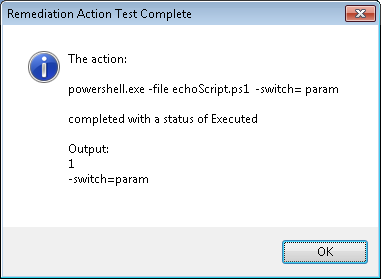 Remediation Action Test Complete
The action:
powershell.exe -file echoScript.ps1  -switch= param
completed with a status of Executed
Output:
1
-switch=param
OK